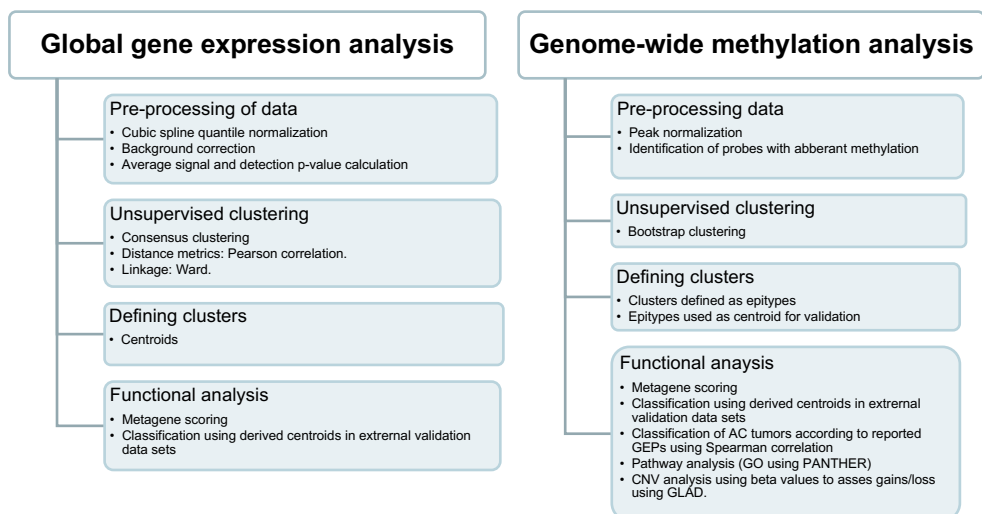 Global gene expression analysis
Pre-processing of data
• Cubic spline quantile normalization
• Background correction
• Average signal and detection p-value calculation
Unsupervised clustering
• Consensus clustering
• Distance metrics: Pearson correlation.
• Linkage: Ward.
Defining clusters
• Centroids
Functional analysis
• Metagene scoring
• Classification using derived centroids in extrernal validation
data sets
Genome-wide methylation analysis
Pre-processing data
• Peak normalization
• Identification of probes with abberant methylation
Unsupervised clustering
• Bootstrap clustering
Defining clusters
• Clusters defined as epitypes
• Epitypes used as centroid for validation
Functional anaysis
• Metagene scoring
• Classification using derived centroids in extrernal
validation data sets
• Classification of AC tumors according to reported
GEPs using Spearman correlation
• Pathway analysis (GO using PANTHER)
• CNV analysis using beta values to asses gains/loss
using GLAD.